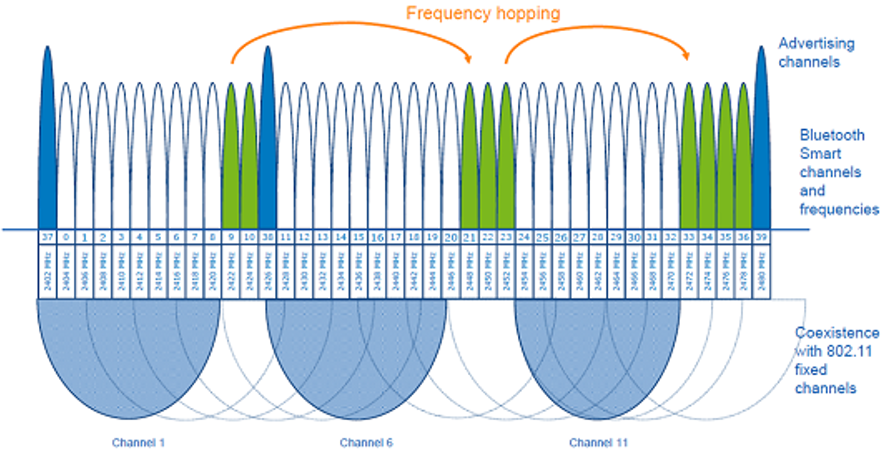 Frequency hopping
Advertising
channels
Bluetooth
Smart
channels
and
frequencies
37 0 1 2 3 4 5 6 7 8 9 10 38 11 12 13 14 15 16 17 18 19 20 21 22 23 24 25 26 27 28 29 30 31 32 33 34 35 36 39
2402 MHz 2404 MHz 2406 MHz 2408 MHz 2410 MHz 2412 MHz 2414 MHz 2416 MHz 2418 MHz 2420 MHz 2422 MHz 2424 MHz 2426 MHz 2428 MHz 2430 MHz 2432 MHz 2434 MHz 2436 MHz 2438 MHz 2440 MHz 2442 MHz 2444 MHz 2446 MHz 2448 MHz 2450 MHz 2452 MHz 2454 MHz 2456 MHz 2458 MHz 2460 MHz 2462 MHz 2464 MHz 2466 MHz 2468 MHz 2470 MHz 2472 MHz 2474 MHz 2476 MHz 2478 MHz 2480 MHz
Coexistence
with 802.11
fixed
channels
Channel 1
Channel 6
Channel 11